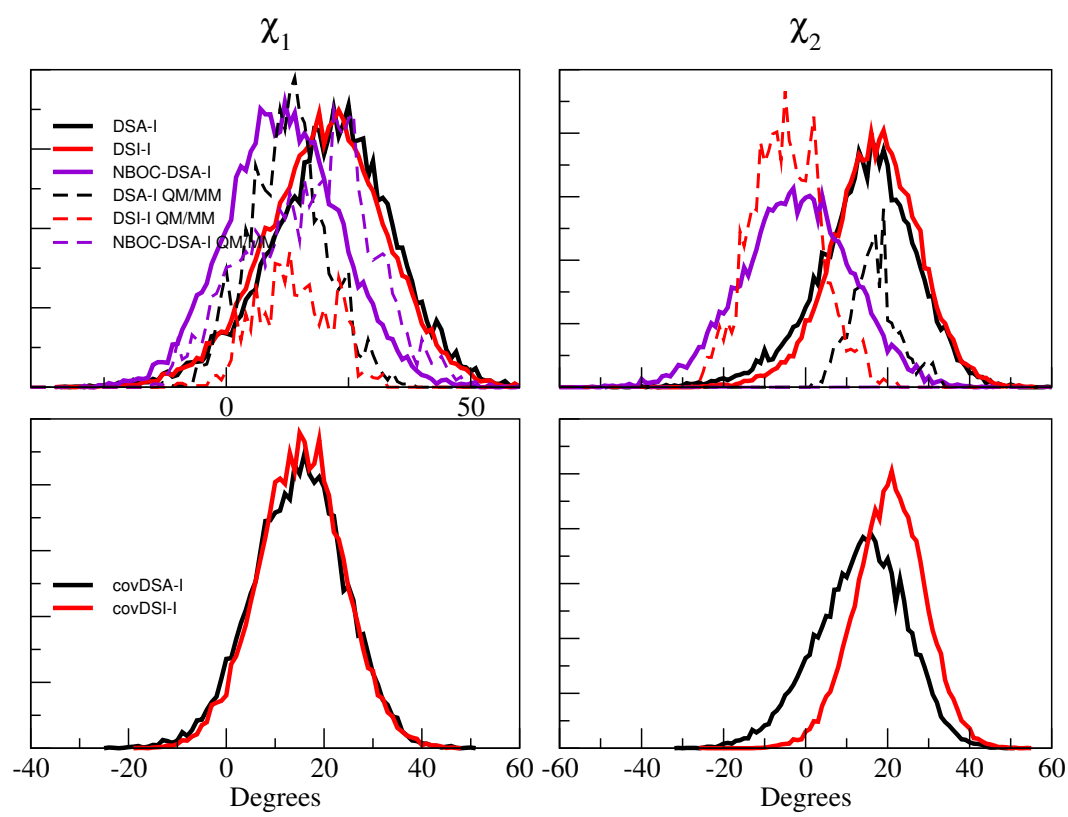 χ1
χ2
DSA-I
DSI-I
NBOC-DSA-I
DSA-I QM/MM
DSI-I QM/MM
NBOC-DSA-I QM/MM
0
50
covDSA-I
covDSI-I
-40
-20
0
20
40
60
-60
-40
-20
0
20
40
60
Degrees
Degrees